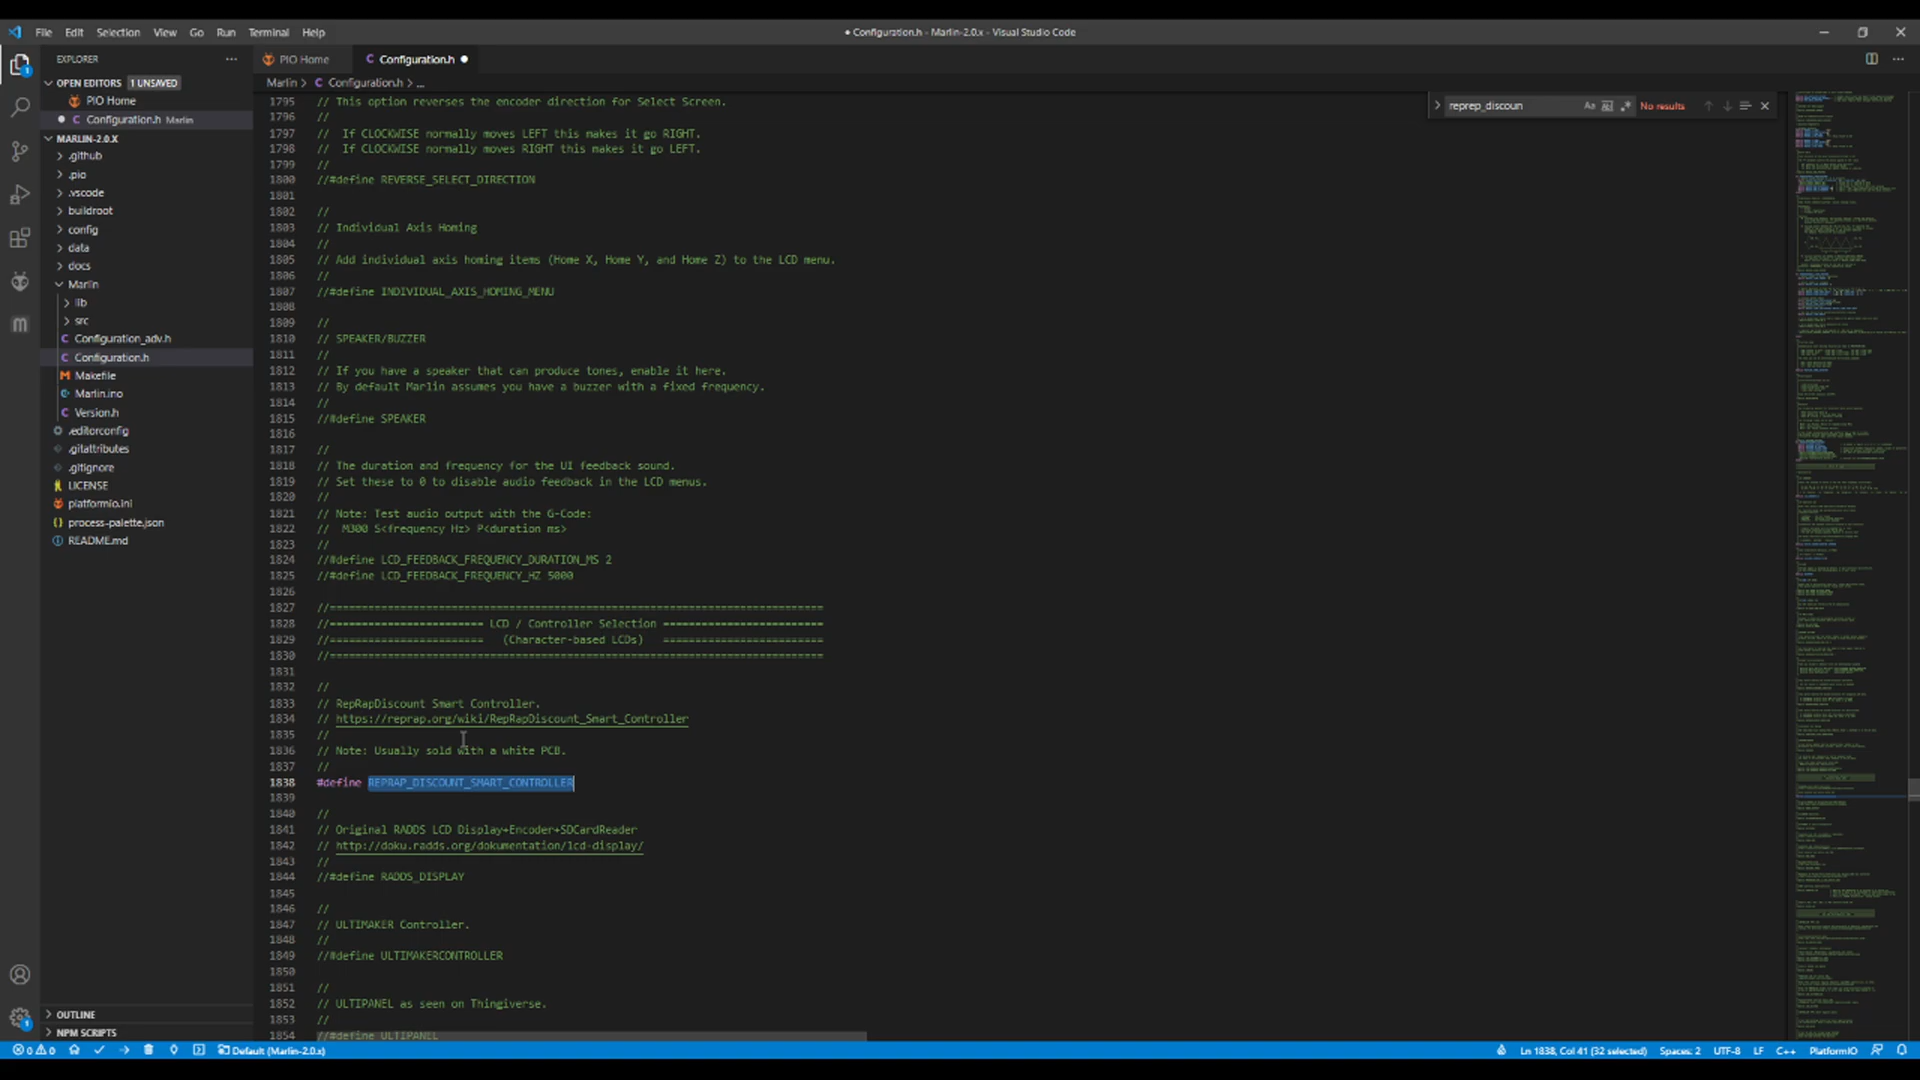 File Edit Selection View Go Run Terminal Help
● Configuration.h - Marlin-2.0.x - Visual Studio Code
EXPLORER
OPEN EDITORS 1 UNSAVED
PIO Home
Configuration.h Marlin
MARLIN-2.0.X
.github
.pio
.vscode
buildroot
config
data
docs
Marlin
lib
src
Configuration_adv.h
Configuration.h
Makefile
Marlin.ino
Version.h
.editorconfig
.gitattributes
.gitignore
LICENSE
platformio.ini
process-palette.json
README.md
OUTLINE
NPM SCRIPTS
PIO Home
Configuration.h
Marlin > Configuration.h > ...
reprep_discoun
No results
1795 // This option reverses the encoder direction for Select Screen.
1796 //
1797 // If CLOCKWISE normally moves LEFT this makes it go RIGHT.
1798 // If CLOCKWISE normally moves RIGHT this makes it go LEFT.
1799 //
1800 //#define REVERSE_SELECT_DIRECTION
1801
1802 //
1803 // Individual Axis Homing
1804 //
1805 // Add individual axis homing items (Home X, Home Y, and Home Z) to the LCD menu.
1806 //
1807 //#define INDIVIDUAL_AXIS_HOMING_MENU
1808
1809 //
1810 // SPEAKER/BUZZER
1811 //
1812 // If you have a speaker that can produce tones, enable it here.
1813 // By default Marlin assumes you have a buzzer with a fixed frequency.
1814 //
1815 //#define SPEAKER
1816
1817 //
1818 // The duration and frequency for the UI feedback sound.
1819 // Set these to 0 to disable audio feedback in the LCD menus.
1820 //
1821 // Note: Test audio output with the G-Code:
1822 // M300 S<frequency Hz> P<duration ms>
1823 //
1824 //#define LCD_FEEDBACK_FREQUENCY_DURATION_MS 2
1825 //#define LCD_FEEDBACK_FREQUENCY_HZ 5000
1826
1827 //=============================================================================
1828 //======================== LCD / Controller Selection =========================
1829 //======================== (Character-based LCDs) =========================
1830 //=============================================================================
1831
1832 //
1833 // RepRapDiscount Smart Controller.
1834 // https://reprap.org/wiki/RepRapDiscount_Smart_Controller
1835 //
1836 // Note: Usually sold with a white PCB.
1837 //
1838 #define REPRAP_DISCOUNT_SMART_CONTROLLER
1839
1840 //
1841 // Original RADDS LCD Display+Encoder+SDCardReader
1842 // http://doku.radds.org/dokumentation/lcd-display/
1843 //
1844 //#define RADDS_DISPLAY
1845
1846 //
1847 // ULTIMAKER Controller.
1848 //
1849 //#define ULTIMAKERCONTROLLER
1850
1851 //
1852 // ULTIPANEL as seen on Thingiverse.
1853 //
1854 //#define ULTIPANEL
0 0 Default (Marlin-2.0.x)
Ln 1838, Col 41 (32 selected) Spaces: 2 UTF-8 LF C++ PlatformIO